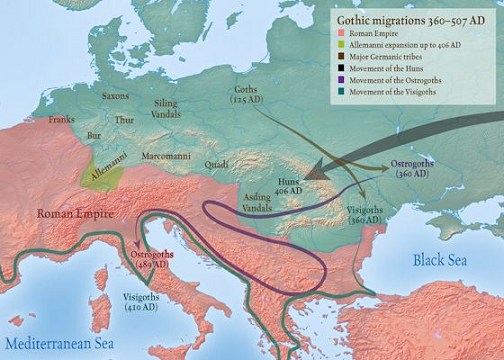 Gothic migrations 360–507 AD
Roman Empire
Allemanni expansion up to 406 AD
Major Germanic tribes
Movement of the Huns
Movement of the Ostrogoths
Movement of the Visigoths
Goths
(125 AD)
Saxons
Siling
Vandals
Franks
Thur
Bur
Allemanni
Marcomanni
Quadi
Ostrogoths
(360 AD)
Huns
406 AD
Asding
Vandals
Visigoths
(360 AD)
Roman Empire
Ostrogoths
(489 AD)
Black Sea
Visigoths
(410 AD)
Mediterranean Sea